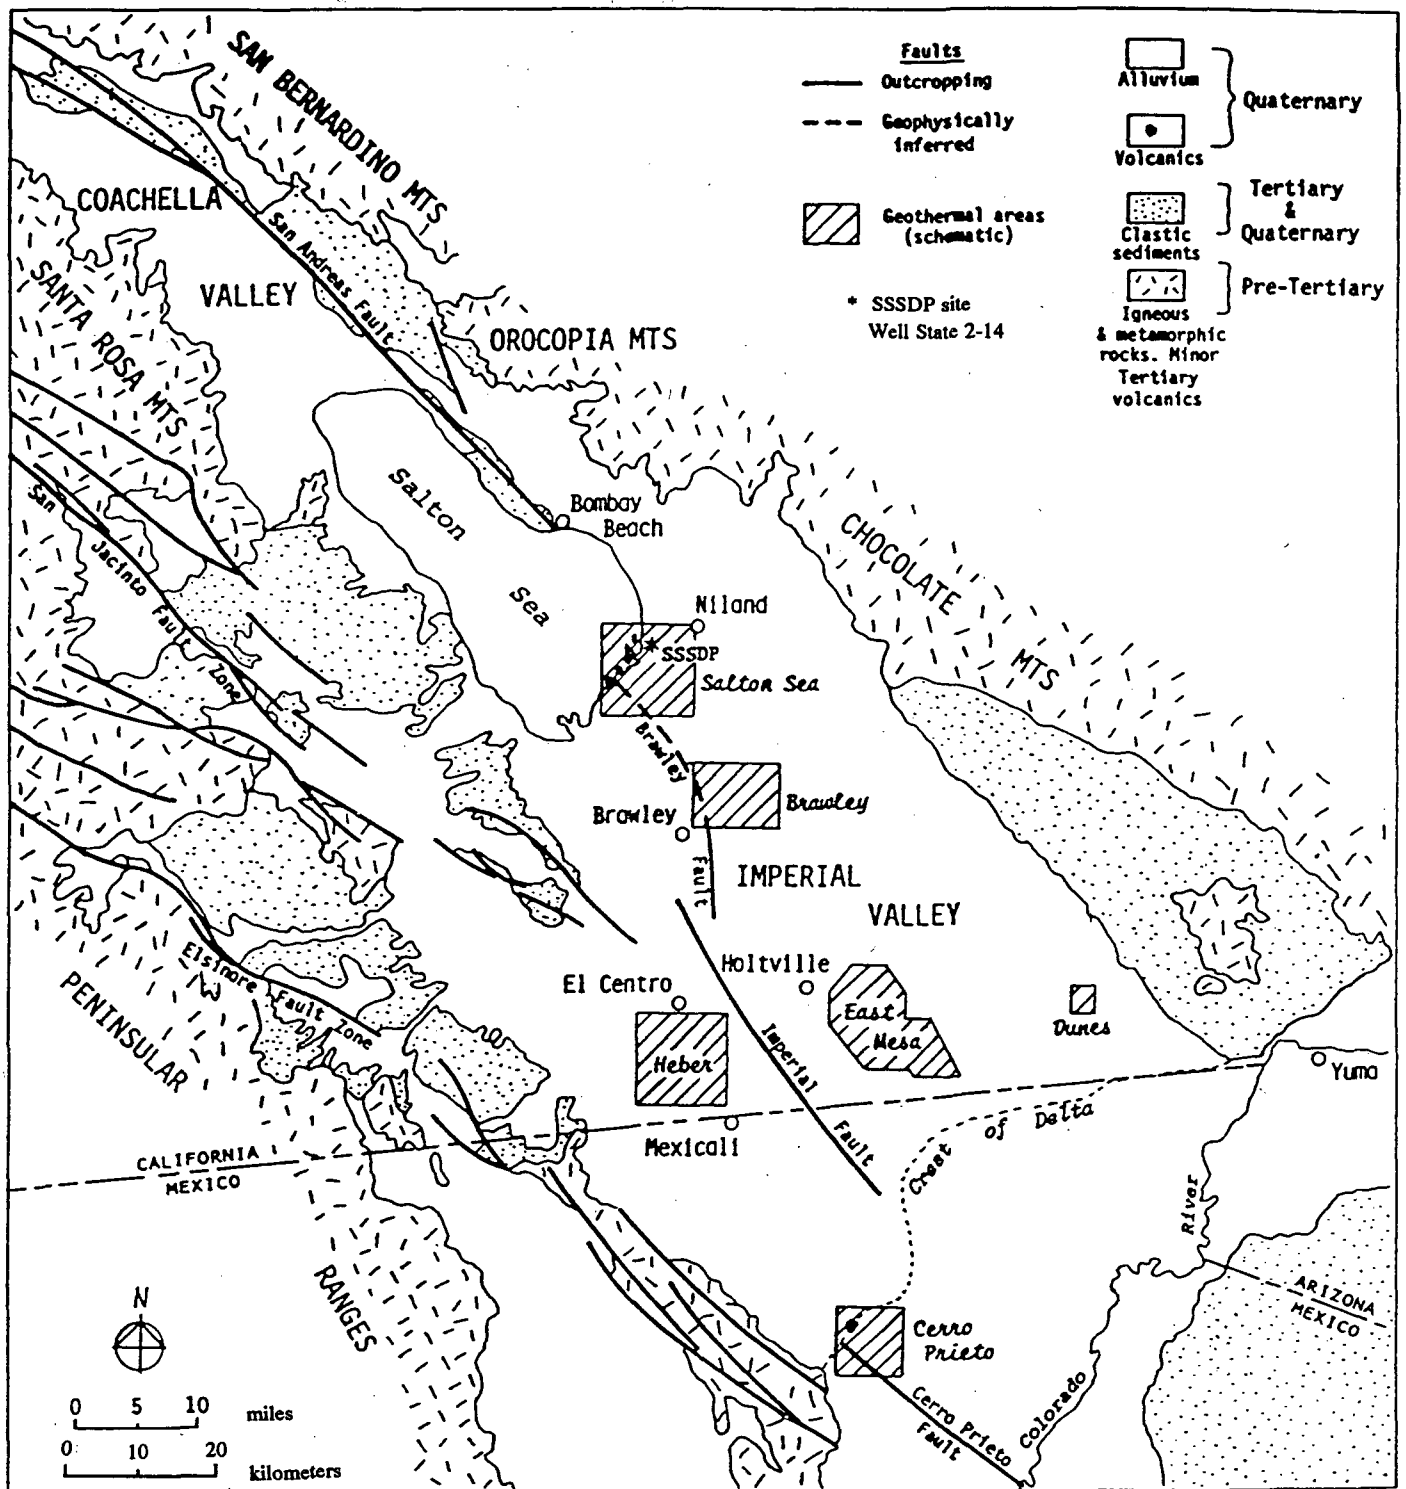 SAN BERNARDINO MTS
COACHELLA
VALLEY
San Andreas Fault
SANTA ROSA MTS
OROCOPIA MTS
Faults
Outcropping
Geophysically
inferred
Geothermal areas
(schematic)
* SSSDP site
Well State 2-14
Alluvium
Volcanics
Quaternary
Clastic
sediments
Tertiary
&
Quaternary
Igneous
& metamorphic
rocks. Minor
Tertiary
volcanics
Pre-Tertiary
Salton
Sea
Bombay
Beach
CHOCOLATE
MTS
San Jacinto Fault Zone
Niland
SSSDP
Salton Sea
Brawley
Fault
Brawley
Brawley
IMPERIAL
VALLEY
Elsinore Fault Zone
PENINSULAR
RANGES
El Centro
Holtville
Heber
East
Mesa
Dunes
Yuma
Imperial
Fault
Mexicali
Crest of Delta
CALIFORNIA
MEXICO
River
Colorado
ARIZONA
MEXICO
Cerro
Prieto
Cerro Prieto
Fault
N
0 5 10 miles
0 10 20
kilometers